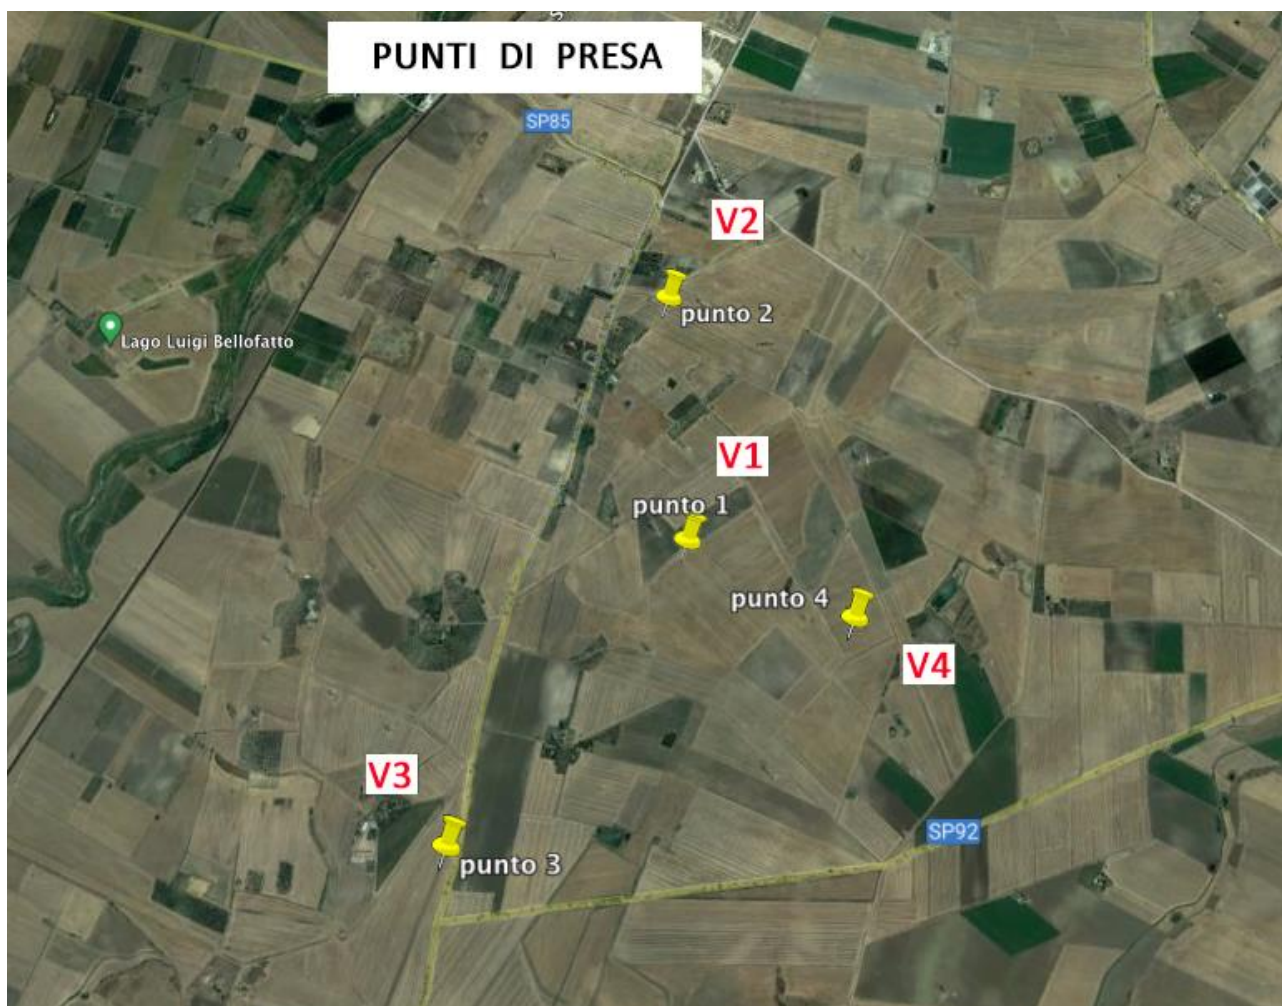 PUNTI DI PRESA
SP85
V2
punto 2
Lago Luigi Bellofatto
V1
punto 1
punto 4
V4
V3
SP92
punto 3